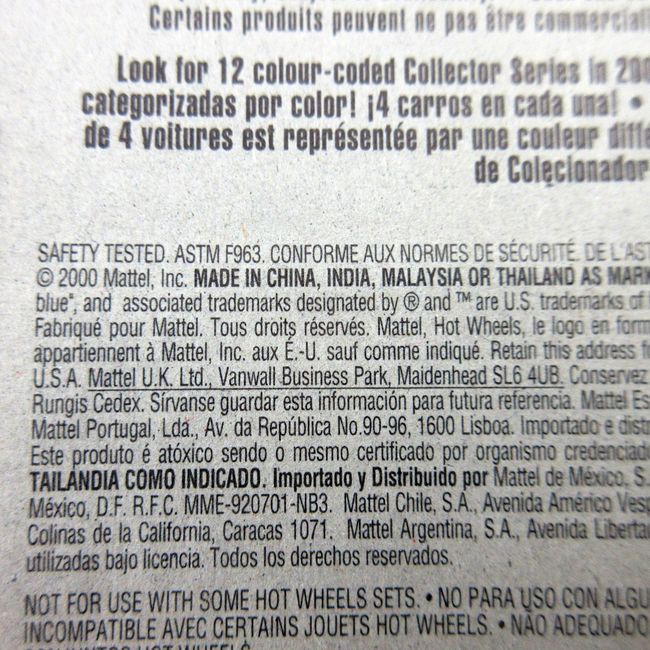 Certains produits peuvent ne pas être commerciali
Look for 12 colour-coded Collector Series in 200
categorizadas por color! ¡4 carros en cada una! •
de 4 voitures est représentée par une couleur diffé
de Colecionador
SAFETY TESTED. ASTM F963. CONFORME AUX NORMES DE SÉCURITÉ. DE L'AST
© 2000 Mattel, Inc. MADE IN CHINA, INDIA, MALAYSIA OR THAILAND AS MARK
blue", and associated trademarks designated by ® and ™ are U.S. trademarks of
Fabriqué pour Mattel. Tous droits réservés. Mattel, Hot Wheels, le logo en form
appartiennent à Mattel, Inc. aux É.-U. sauf comme indiqué. Retain this address f
U.S.A. Mattel U.K. Ltd., Vanwall Business Park, Maidenhead SL6 4UB. Conservez
Rungis Cedex. Sírvanse guardar esta información para futura referencia. Mattel Es
Mattel Portugal, Lda., Av. da República No.90-96, 1600 Lisboa. Importado e distr
Este produto é atóxico sendo o mesmo certificado por organismo credenciado
TAILANDIA COMO INDICADO. Importado y Distribuido por Mattel de México, S.
México, D.F. R.F.C. MME-920701-NB3. Mattel Chile, S.A., Avenida Américo Vesp
Colinas de la California, Caracas 1071. Mattel Argentina, S.A., Avenida Liberta
utilizadas bajo licencia. Todos los derechos reservados.
NOT FOR USE WITH SOME HOT WHEELS SETS. • NO PARA USO CON ALGU
INCOMPATIBLE AVEC CERTAINS JOUETS HOT WHEELS. • NÃO ADEQUADO